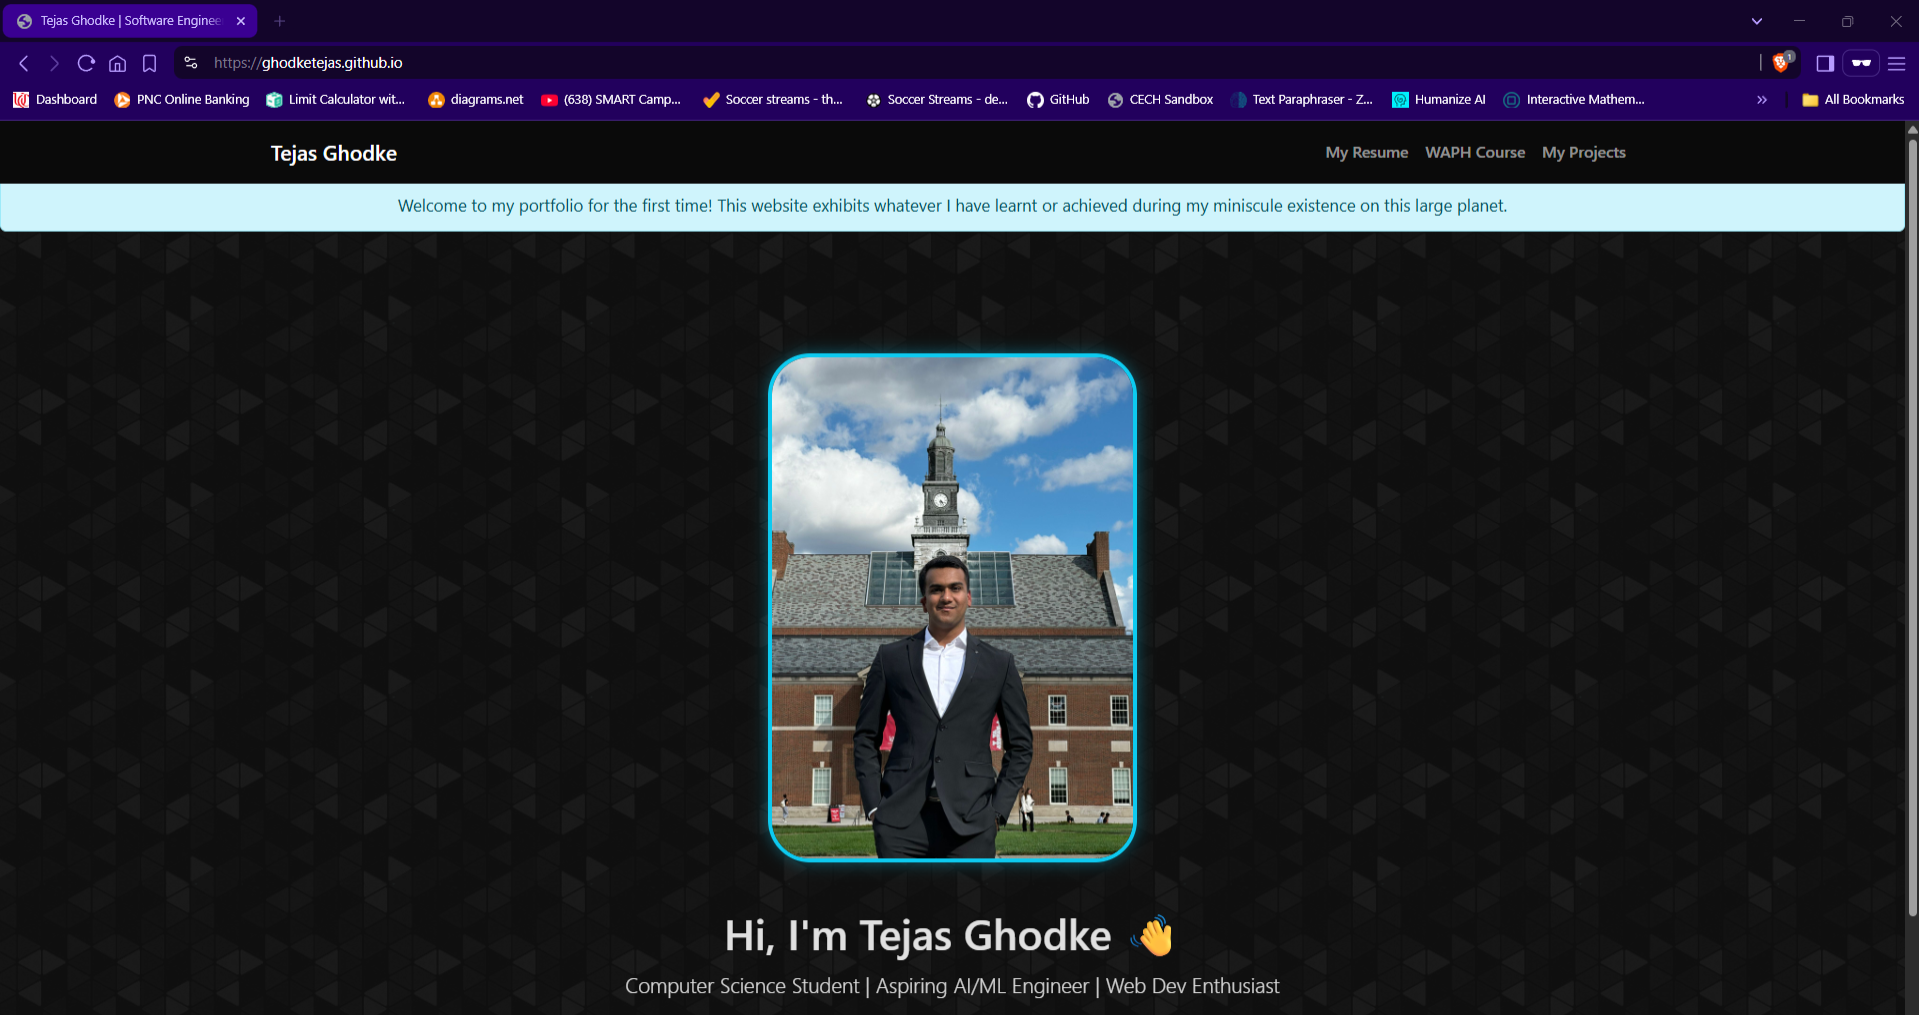 Tejas Ghodke | Software Enginee
https://ghodketejas.github.io
1
Dashboard
PNC Online Banking
Limit Calculator wit...
diagrams.net
(638) SMART Camp...
Soccer streams - th...
Soccer Streams - de...
GitHub
CECH Sandbox
Text Paraphraser - Z...
Humanize AI
Interactive Mathem...
All Bookmarks
Tejas Ghodke
My Resume
WAPH Course
My Projects
Welcome to my portfolio for the first time! This website exhibits whatever I have learnt or achieved during my miniscule existence on this large planet.
Hi, I'm Tejas Ghodke 👋
Computer Science Student | Aspiring AI/ML Engineer | Web Dev Enthusiast